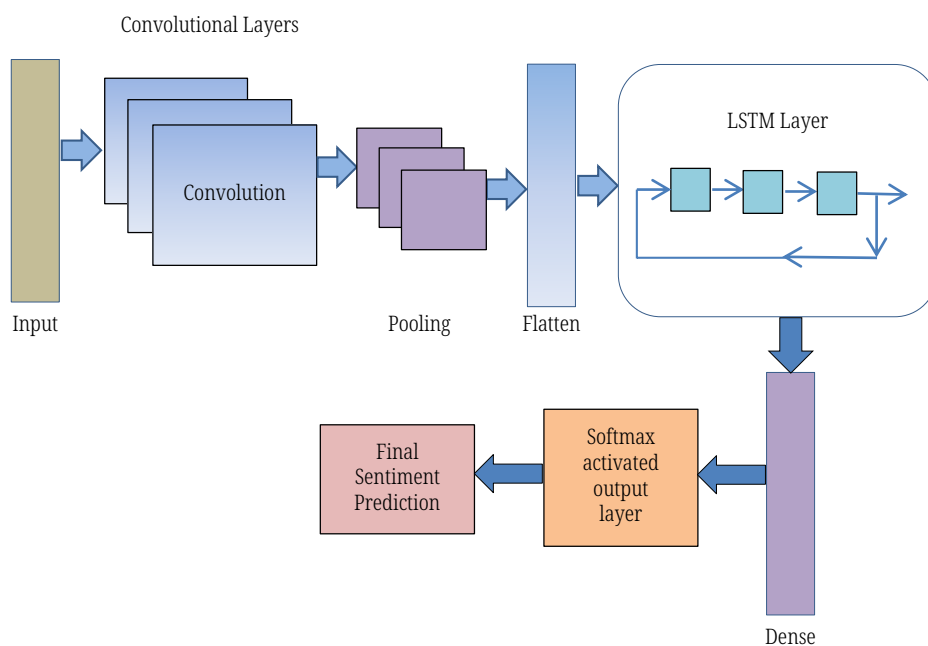 Convolutional Layers
Convolution
LSTM Layer
Input
Pooling
Flatten
Final
Sentiment
Prediction
Softmax
activated
output
layer
Dense